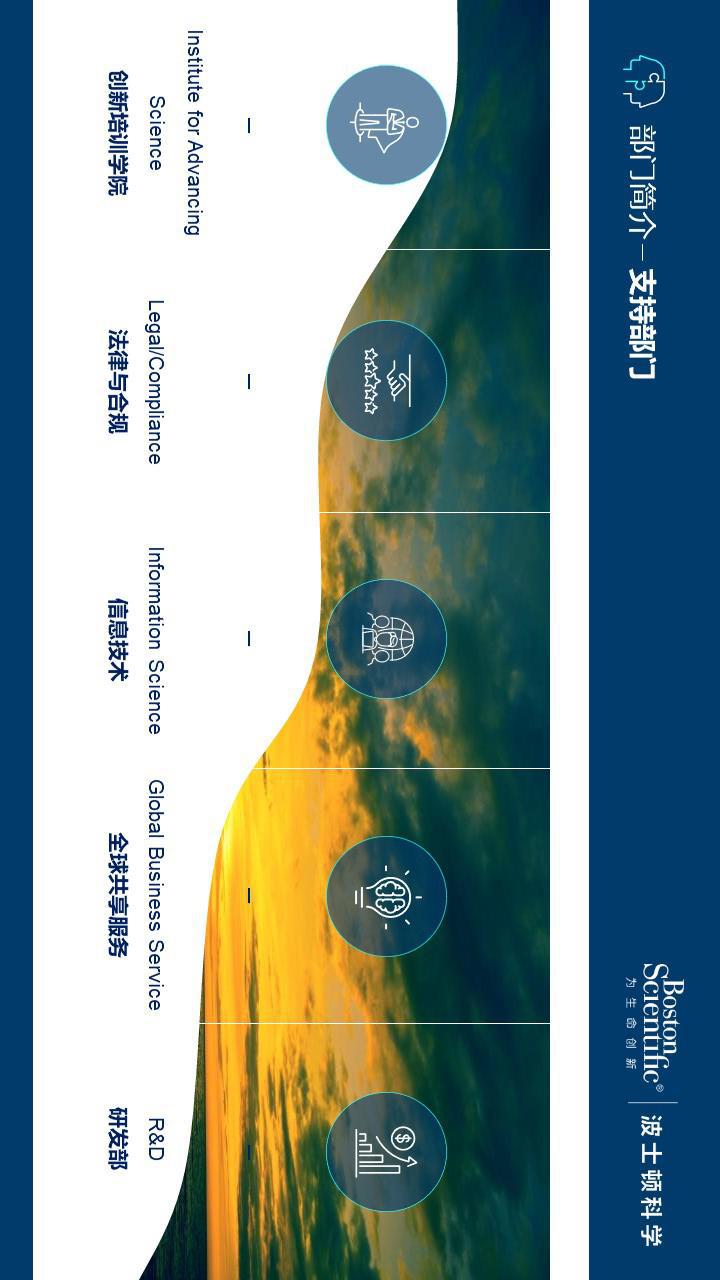 部门简介 — 支持部门
Boston
Scientific®
为生命创新
波士顿科学
Institute for Advancing
Science
创新培训学院
Legal/Compliance
法律与合规
Information Science
信息技术
Global Business Service
全球共享服务
R&D
研发部